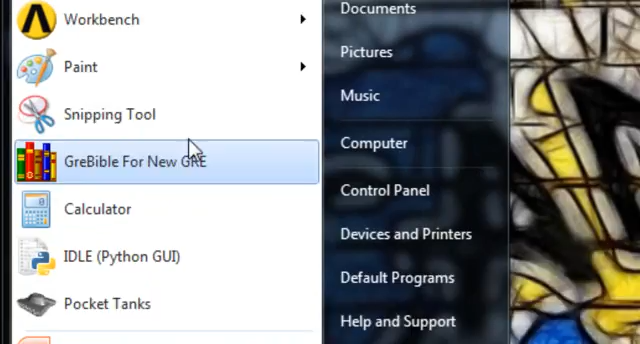 Workbench
Paint
Snipping Tool
GreBible For New GRE
Calculator
IDLE (Python GUI)
Pocket Tanks
Documents
Pictures
Music
Computer
Control Panel
Devices and Printers
Default Programs
Help and Support